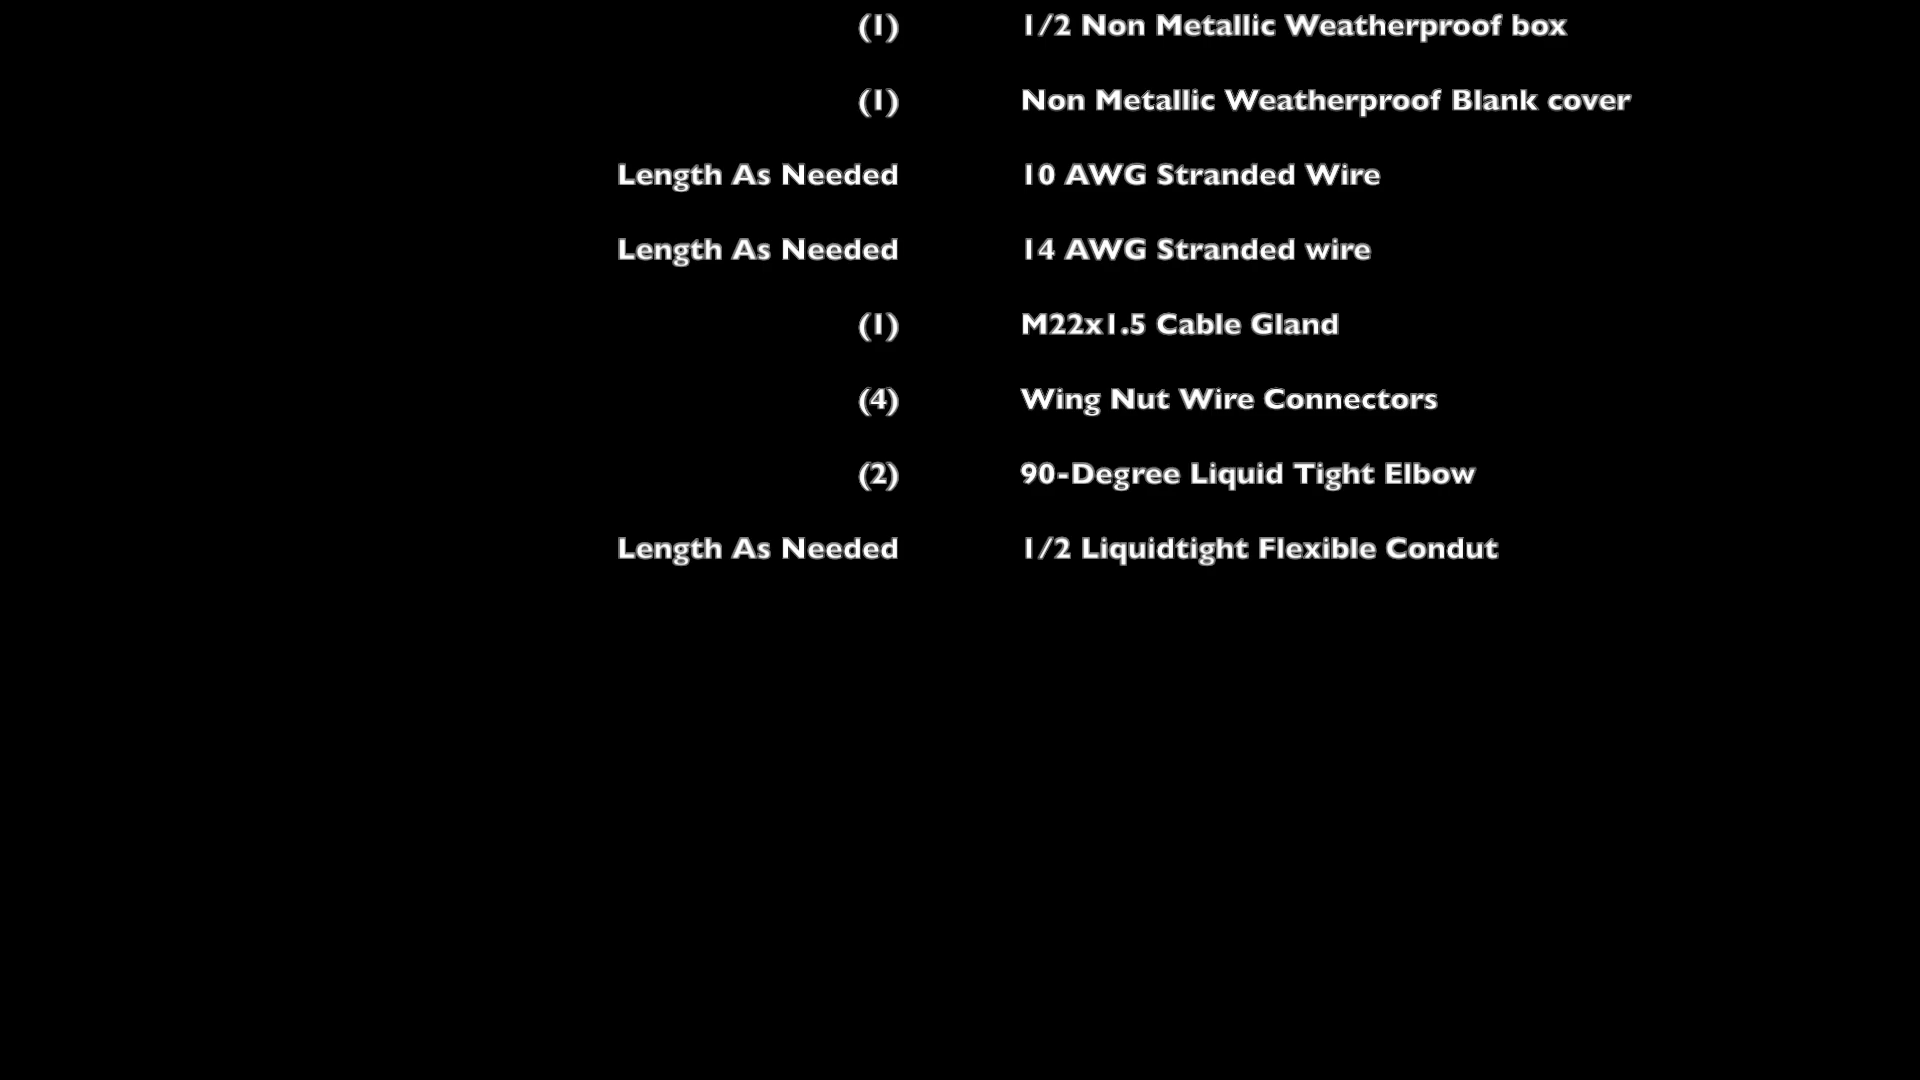 (1) 1/2 Non Metallic Weatherproof box
(1) Non Metallic Weatherproof Blank cover
Length As Needed 10 AWG Stranded Wire
Length As Needed 14 AWG Stranded wire
(1) M22x1.5 Cable Gland
(4) Wing Nut Wire Connectors
(2) 90-Degree Liquid Tight Elbow
Length As Needed 1/2 Liquidtight Flexible Condut